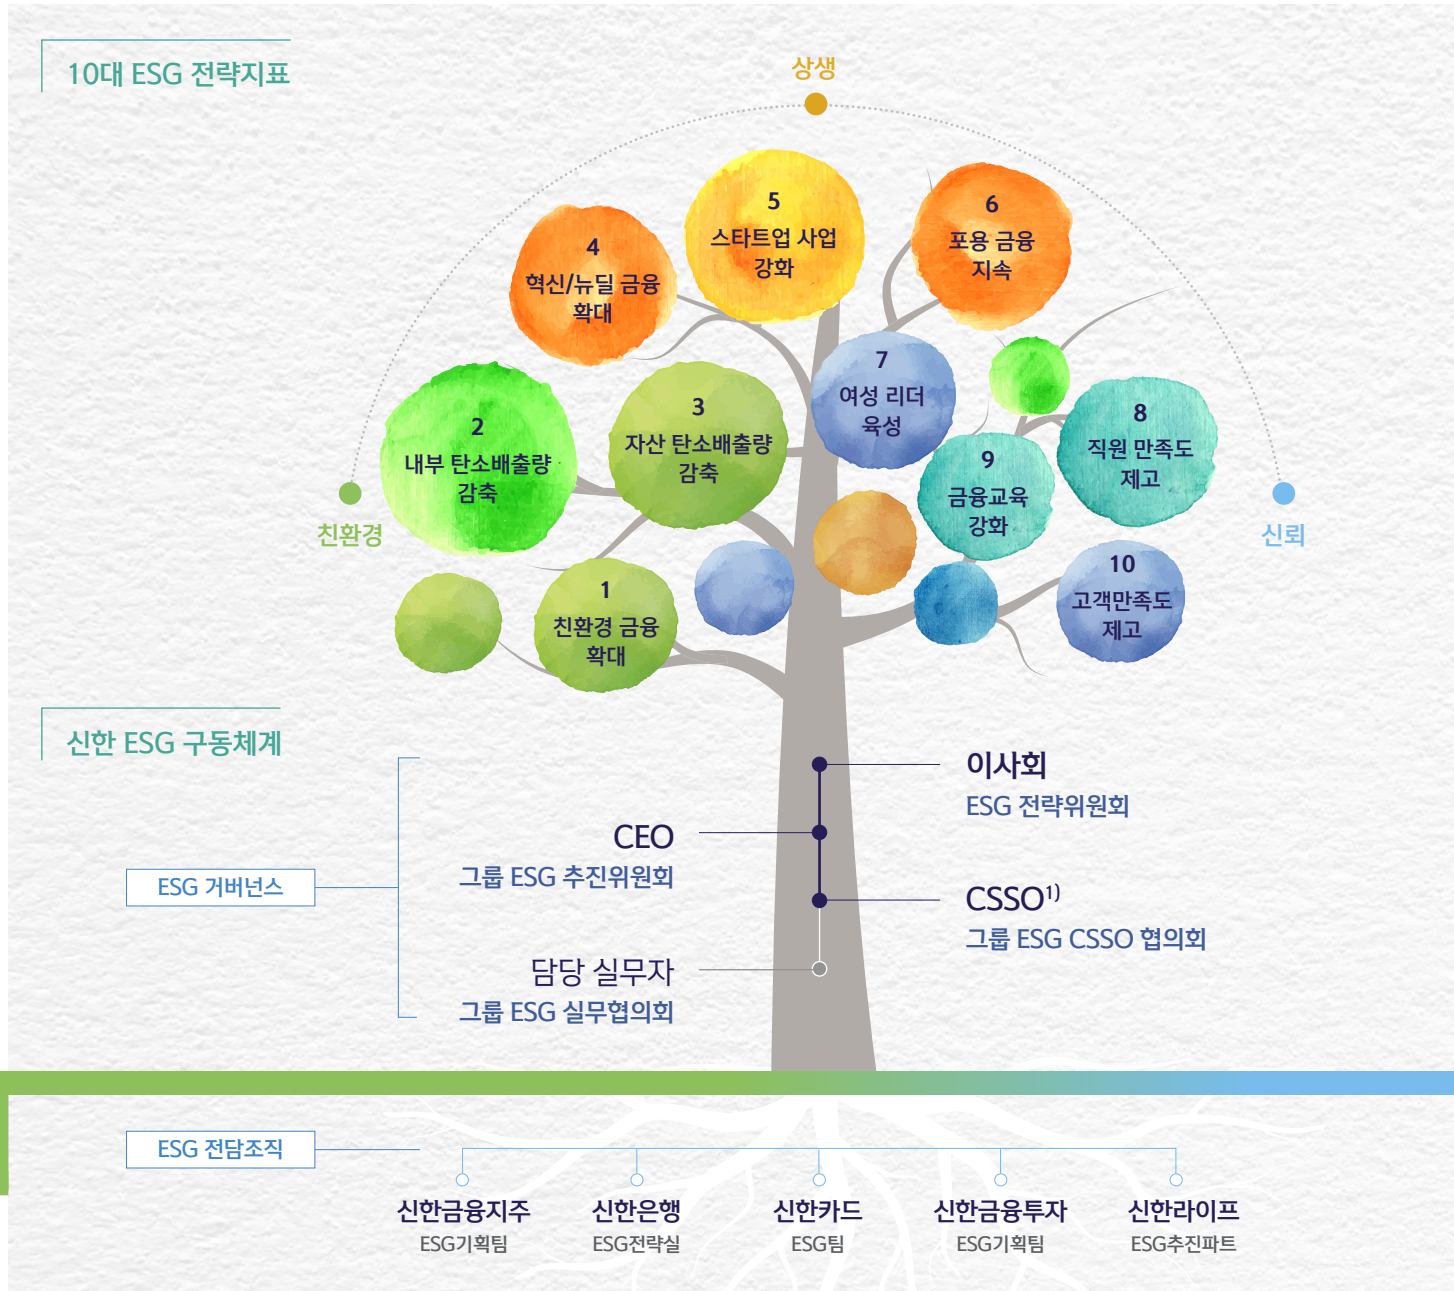 10대 ESG 전략지표
상생
친환경
신뢰
1
친환경 금융
확대
2
내부 탄소배출량
감축
3
자산 탄소배출량
감축
4
혁신/뉴딜 금융
확대
5
스타트업 사업
강화
6
포용 금융
지속
7
여성 리더
육성
8
직원 만족도
제고
9
금융교육
강화
10
고객만족도
제고
신한 ESG 구동체계
ESG 거버넌스
이사회
ESG 전략위원회
CEO
그룹 ESG 추진위원회
CSSO1)
그룹 ESG CSSO 협의회
담당 실무자
그룹 ESG 실무협의회
ESG 전담조직
신한금융지주
ESG기획팀
신한은행
ESG전략실
신한카드
ESG팀
신한금융투자
ESG기획팀
신한라이프
ESG추진파트